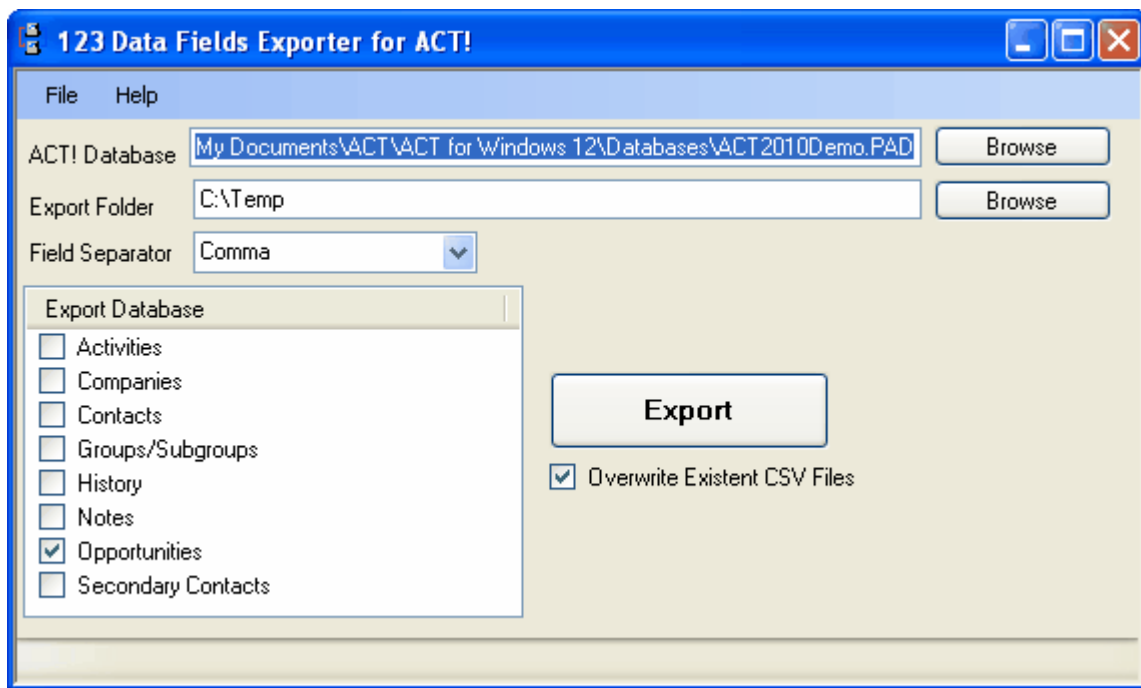 123 Data Fields Exporter for ACT!
File Help
ACT! Database My Documents\ACT\ACT for Windows 12\Databases\ACT2010Demo.PAD Browse
Export Folder C:\Temp Browse
Field Separator Comma
Export Database
Activities
Companies
Contacts
Groups/Subgroups
History
Notes
Opportunities
Secondary Contacts
Export
Overwrite Existent CSV Files